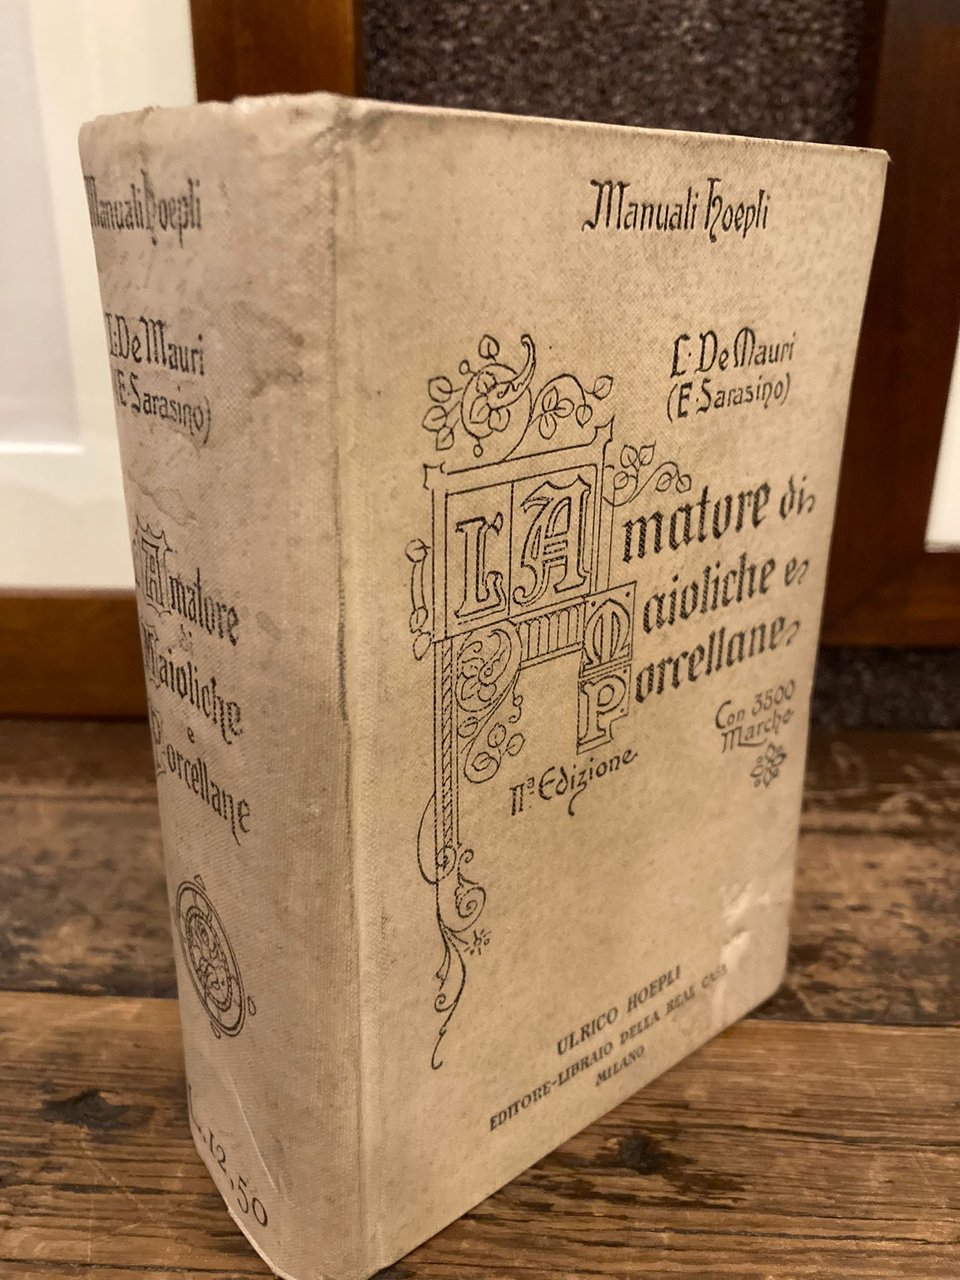 Manuali Hoepli
L. De Mauri
(E. Sarasino)
Amatore
di
Maioliche
e
Porcellane
L. 12,50
Manuali Hoepli
L. De Mauri
(E. Sarasino)
L'Amatore di
Maioliche e
Porcellane
Con 3500
Marche
IIª. Edizione
ULRICO HOEPLI
EDITORE-LIBRAIO DELLA REAL CASA
MILANO